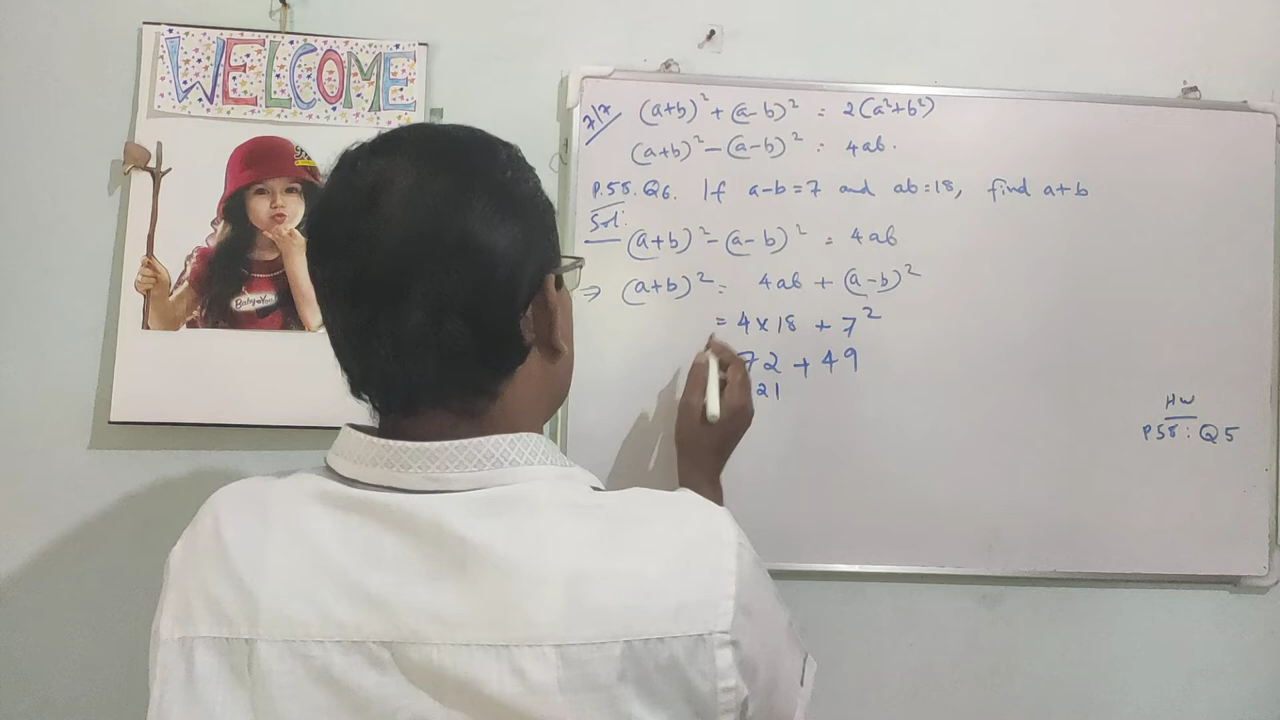 WELCOME
Baby You
7/7
(a+b)² + (a-b)² = 2(a²+b²)
(a+b)² - (a-b)² = 4ab.
P.58. Q6. If a-b=7 and ab=18, find a+b
Sol:
(a+b)² - (a-b)² = 4ab
⇒ (a+b)² = 4ab + (a-b)²
= 4×18 + 7²
72 + 49
21
HW
P58: Q5